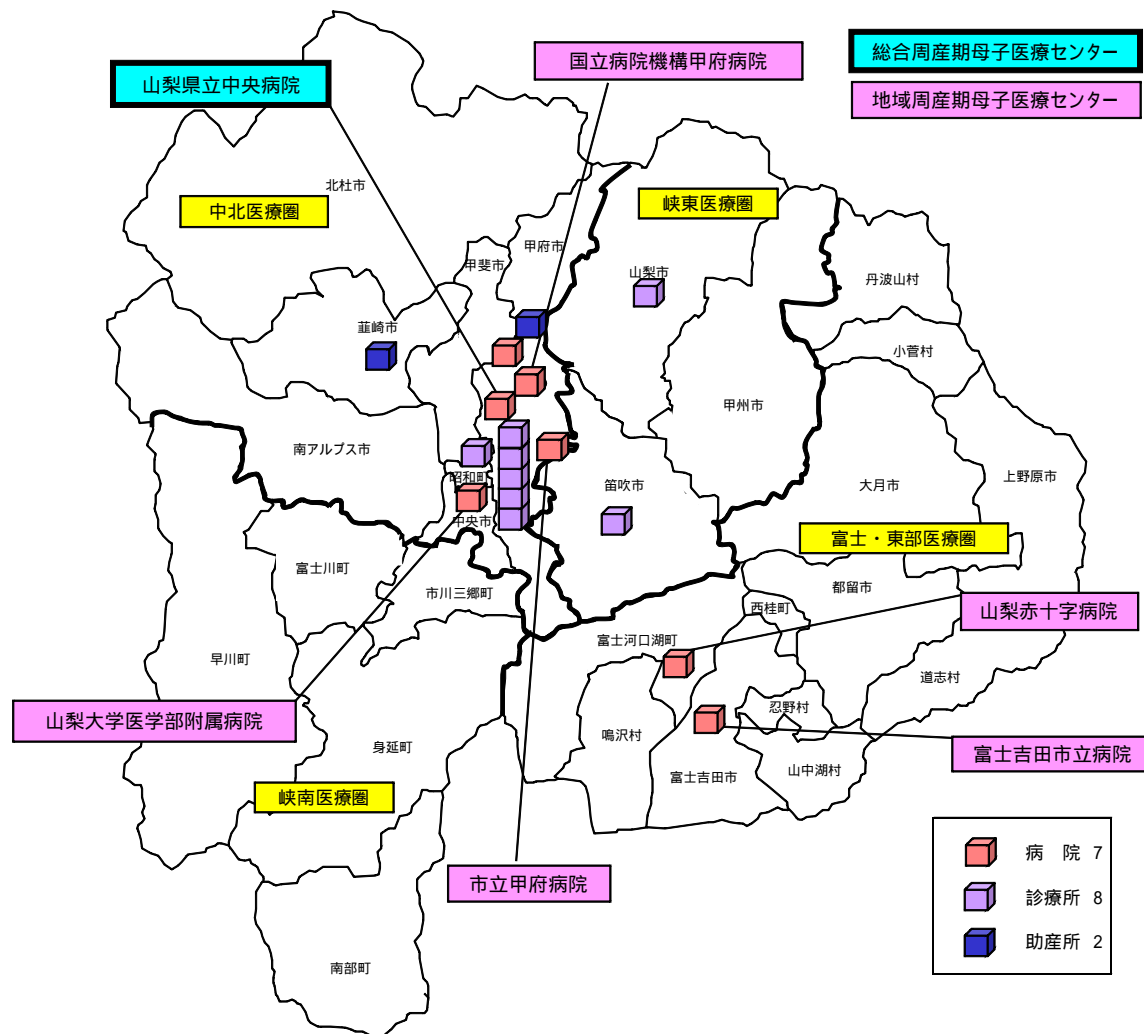 国立病院機構甲府病院
総合周産期母子医療センター
山梨県立中央病院
地域周産期母子医療センター
北杜市
中北医療圏
峡東医療圏
甲府市
甲斐市
山梨市
丹波山村
韮崎市
小菅村
甲州市
南アルプス市
昭和町
笛吹市
大月市
上野原市
中央市
富士・東部医療圏
富士川町
市川三郷町
都留市
西桂町
山梨赤十字病院
富士河口湖町
早川町
道志村
山梨大学医学部附属病院
忍野村
身延町
鳴沢村
富士吉田市
山中湖村
富士吉田市立病院
峡南医療圏
市立甲府病院
病 院 7
診療所 8
助産所 2
南部町